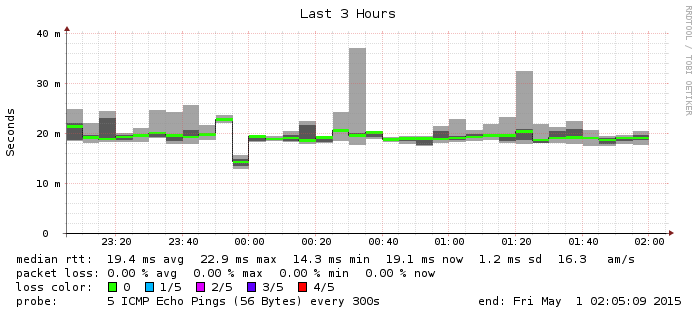 Last 3 Hours
RRDTOOL / TOBI OETIKER
Seconds
40 m
30 m
20 m
10 m
0
23:20 23:40 00:00 00:20 00:40 01:00 01:20 01:40 02:00
median rtt: 19.4 ms avg 22.9 ms max 14.3 ms min 19.1 ms now 1.2 ms sd 16.3 am/s
packet loss: 0.00 % avg 0.00 % max 0.00 % min 0.00 % now
loss color: 0 1/5 2/5 3/5 4/5
probe: 5 ICMP Echo Pings (56 Bytes) every 300s end: Fri May 1 02:05:09 2015